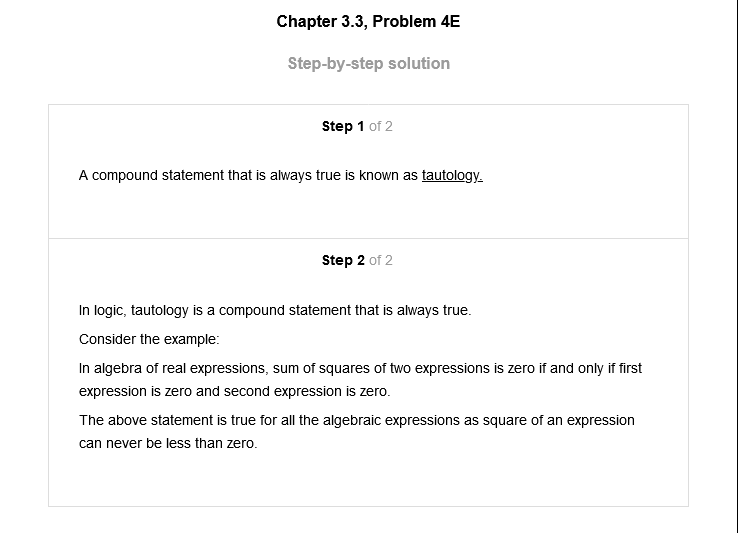 Chapter 3.3, Problem 4E
Step-by-step solution
Step 1 of 2
A compound statement that is always true is known as tautology.
Step 2 of 2
In logic, tautology is a compound statement that is always true.
Consider the example:
In algebra of real expressions, sum of squares of two expressions is zero if and only if first
expression is zero and second expression is zero.
The above statement is true for all the algebraic expressions as square of an expression
can never be less than zero.